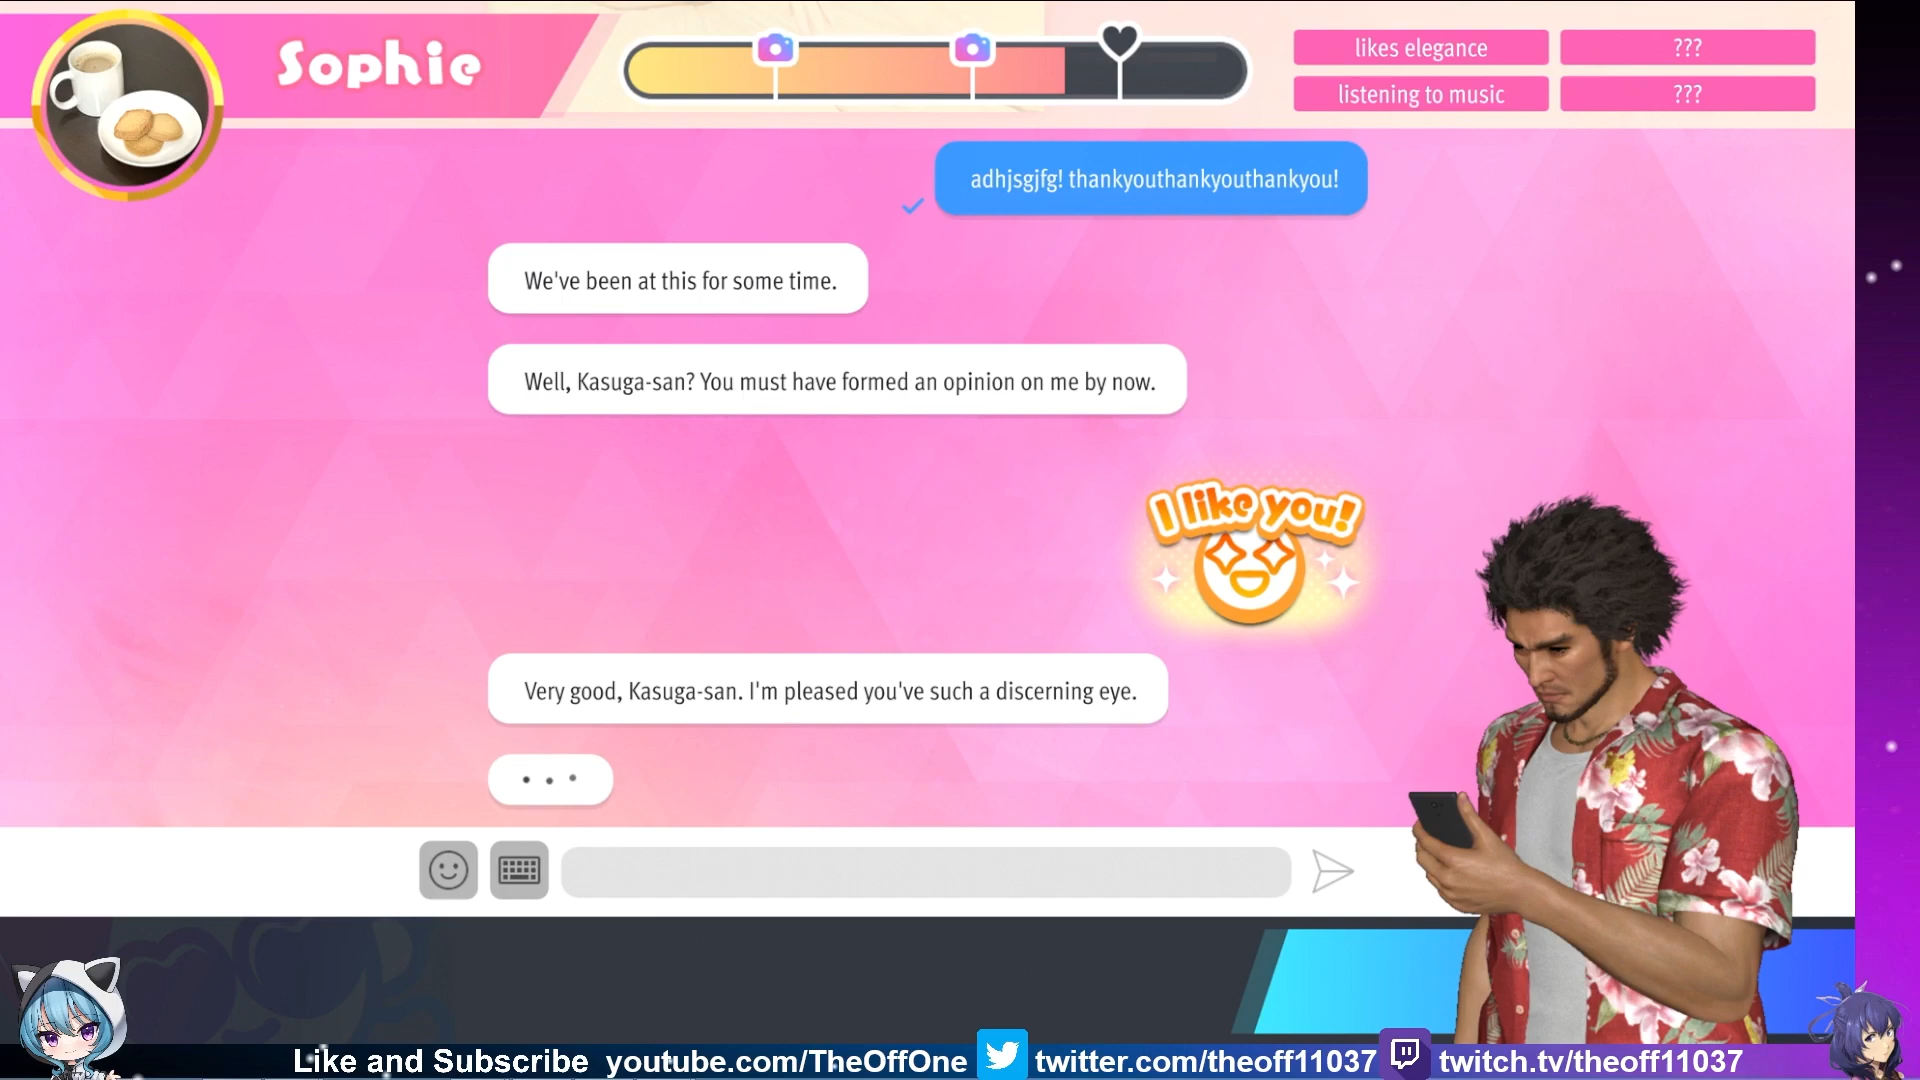 Sophie
likes elegance
???
listening to music
???
adhjsgjfg! thankyouthankyouthankyou!
We've been at this for some time.
Well, Kasuga-san? You must have formed an opinion on me by now.
I like you!
Very good, Kasuga-san. I'm pleased you've such a discerning eye.
...
Like and Subscribe youtube.com/TheOffOne twitter.com/theoff11037 twitch.tv/theoff11037